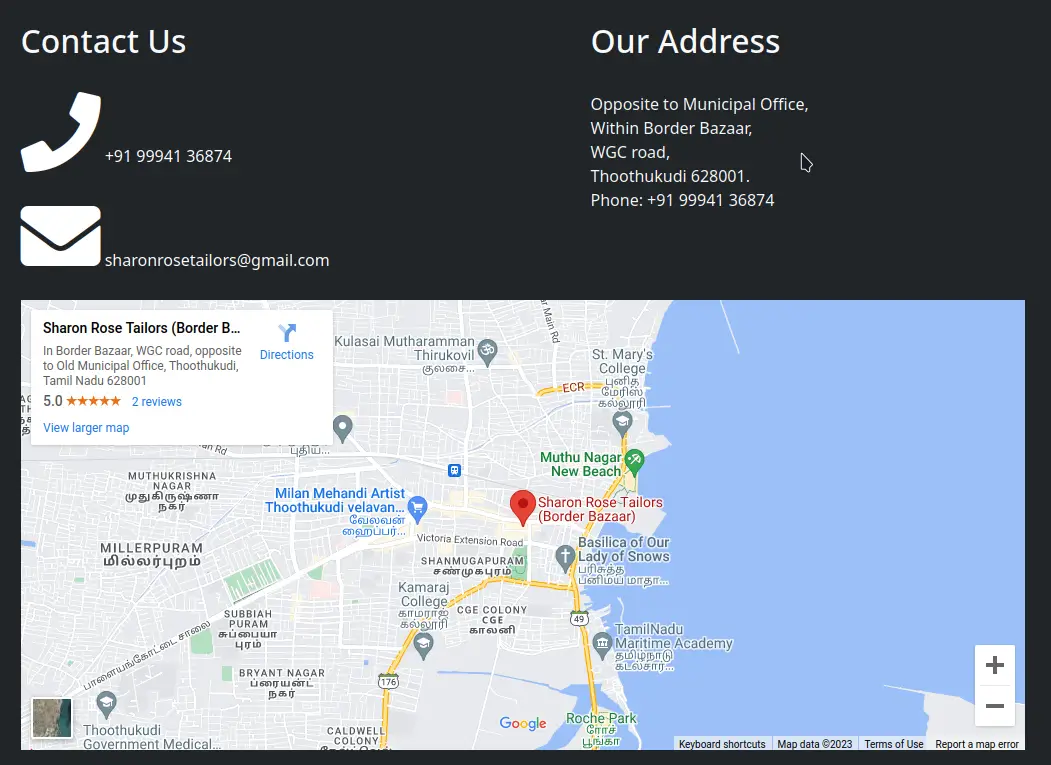 Contact Us
+91 99941 36874
sharonrosetailors@gmail.com
Our Address
Opposite to Municipal Office,
Within Border Bazaar,
WGC road,
Thoothukudi 628001.
Phone: +91 99941 36874
Sharon Rose Tailors (Border B...
In Border Bazaar, WGC road, opposite
to Old Municipal Office, Thoothukudi,
Tamil Nadu 628001
Directions
5.0
2 reviews
View larger map
Kulasai Mutharamman
Thirukovil
குலசை...
ar Main Rd
St. Mary's
College
புனித
மேரிஸ்
கல்லூரி
ECR
புதிய...
Muthu Nagar
New Beach
MUTHUKRISHNA
NAGAR
முதுகிருஷ்ணா
நகர்
Milan Mehandi Artist
Thoothukudi velavan...
வேலவன்
ஹைப்பர்...
Sharon Rose Tailors
(Border Bazaar)
Victoria Extension Road
MILLERPURAM
மில்லர்புரம்
Basilica of Our
Lady of Snows
பரிசுத்த
பனிமய மாதா...
SHANMUGAPURAM
சண்முகபுரம்
Kamaraj
College
காமராஜ்
கல்லூரி
CGE COLONY
CGE
காலனி
49
SUBBIAH
PURAM
சுப்பையா
புரம்
பாளையங்கோட்டை சாலை
TamilNadu
Maritime Academy
தமிழ்நாடு
கடல்சார்...
BRYANT NAGAR
ப்ரையன்ட்
நகர்
176
Thoothukudi
Government Medical...
CALDWELL
COLONY
Google
Roche Park
ரோச்
பூங்கா
Keyboard shortcuts
Map data ©2023
Terms of Use
Report a map error